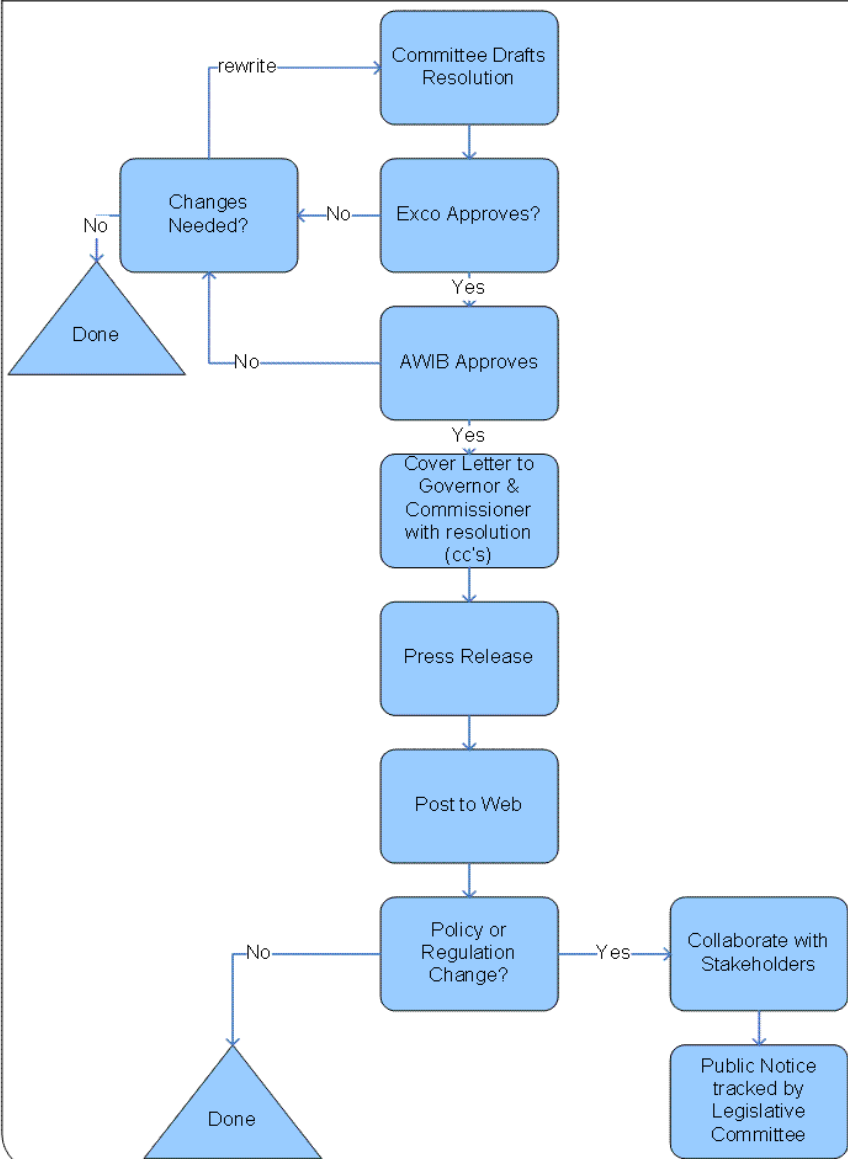 Committee Drafts
Resolution
rewrite
Changes
Needed?
No
Exco Approves?
No
Yes
Done
AWIB Approves
No
Yes
Cover Letter to
Governor &
Commissioner
with resolution
(cc's)
Press Release
Post to Web
Policy or
Regulation
Change?
No
Yes
Collaborate with
Stakeholders
Done
Public Notice
tracked by
Legislative
Committee